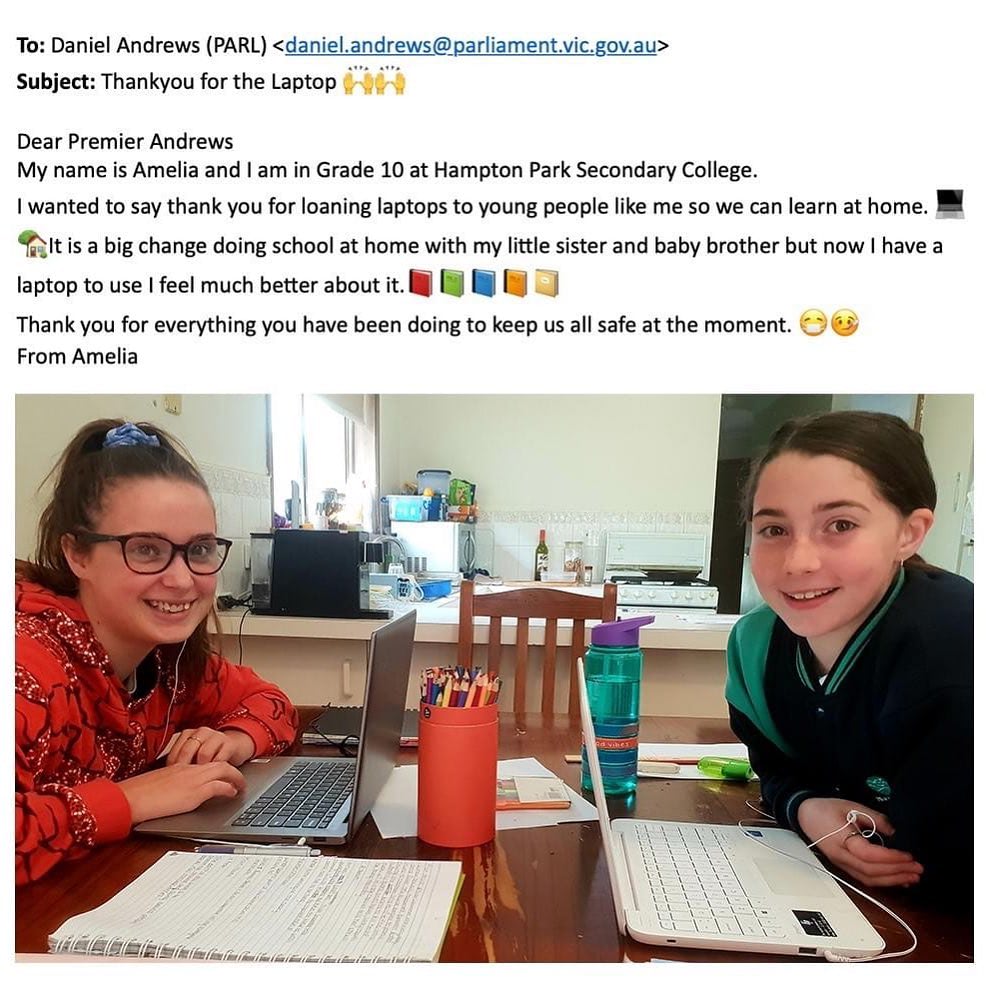 To: Daniel Andrews (PARL) <daniel.andrews@parliament.vic.gov.au>
Subject: Thankyou for the Laptop 🙌🙌
Dear Premier Andrews
My name is Amelia and I am in Grade 10 at Hampton Park Secondary College.
I wanted to say thank you for loaning laptops to young people like me so we can learn at home. 💻
🏡It is a big change doing school at home with my little sister and baby brother but now I have a
laptop to use I feel much better about it.📕📗📘📙📒
Thank you for everything you have been doing to keep us all safe at the moment. 😷🤒
From Amelia